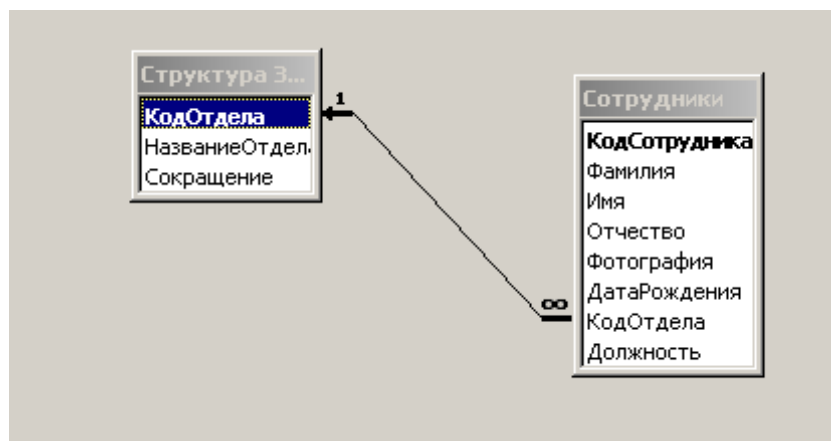 Структура З...
КодОтдела
НазваниеОтдел
Сокращение
1
∞
Сотрудники
КодСотрудника
Фамилия
Имя
Отчество
Фотография
ДатаРождения
КодОтдела
Должность